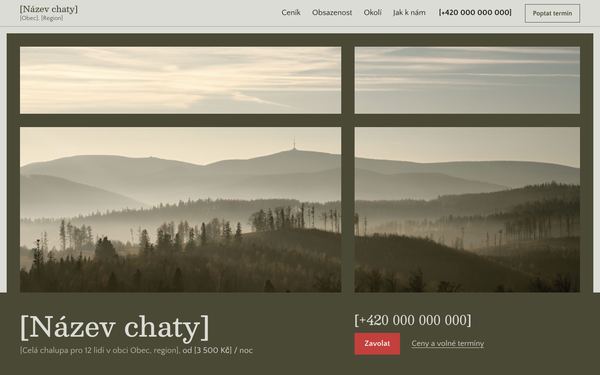 [Název chaty]
[Obec], [Region]
Ceník Obsazenost Okolí Jak k nám [+420 000 000 000] Poptat termín
[Název chaty]
[Celá chalupa pro 12 lidí v obci Obec, region], od [3 500 Kč] / noc
[+420 000 000 000]
Zavolat Ceny a volné termíny